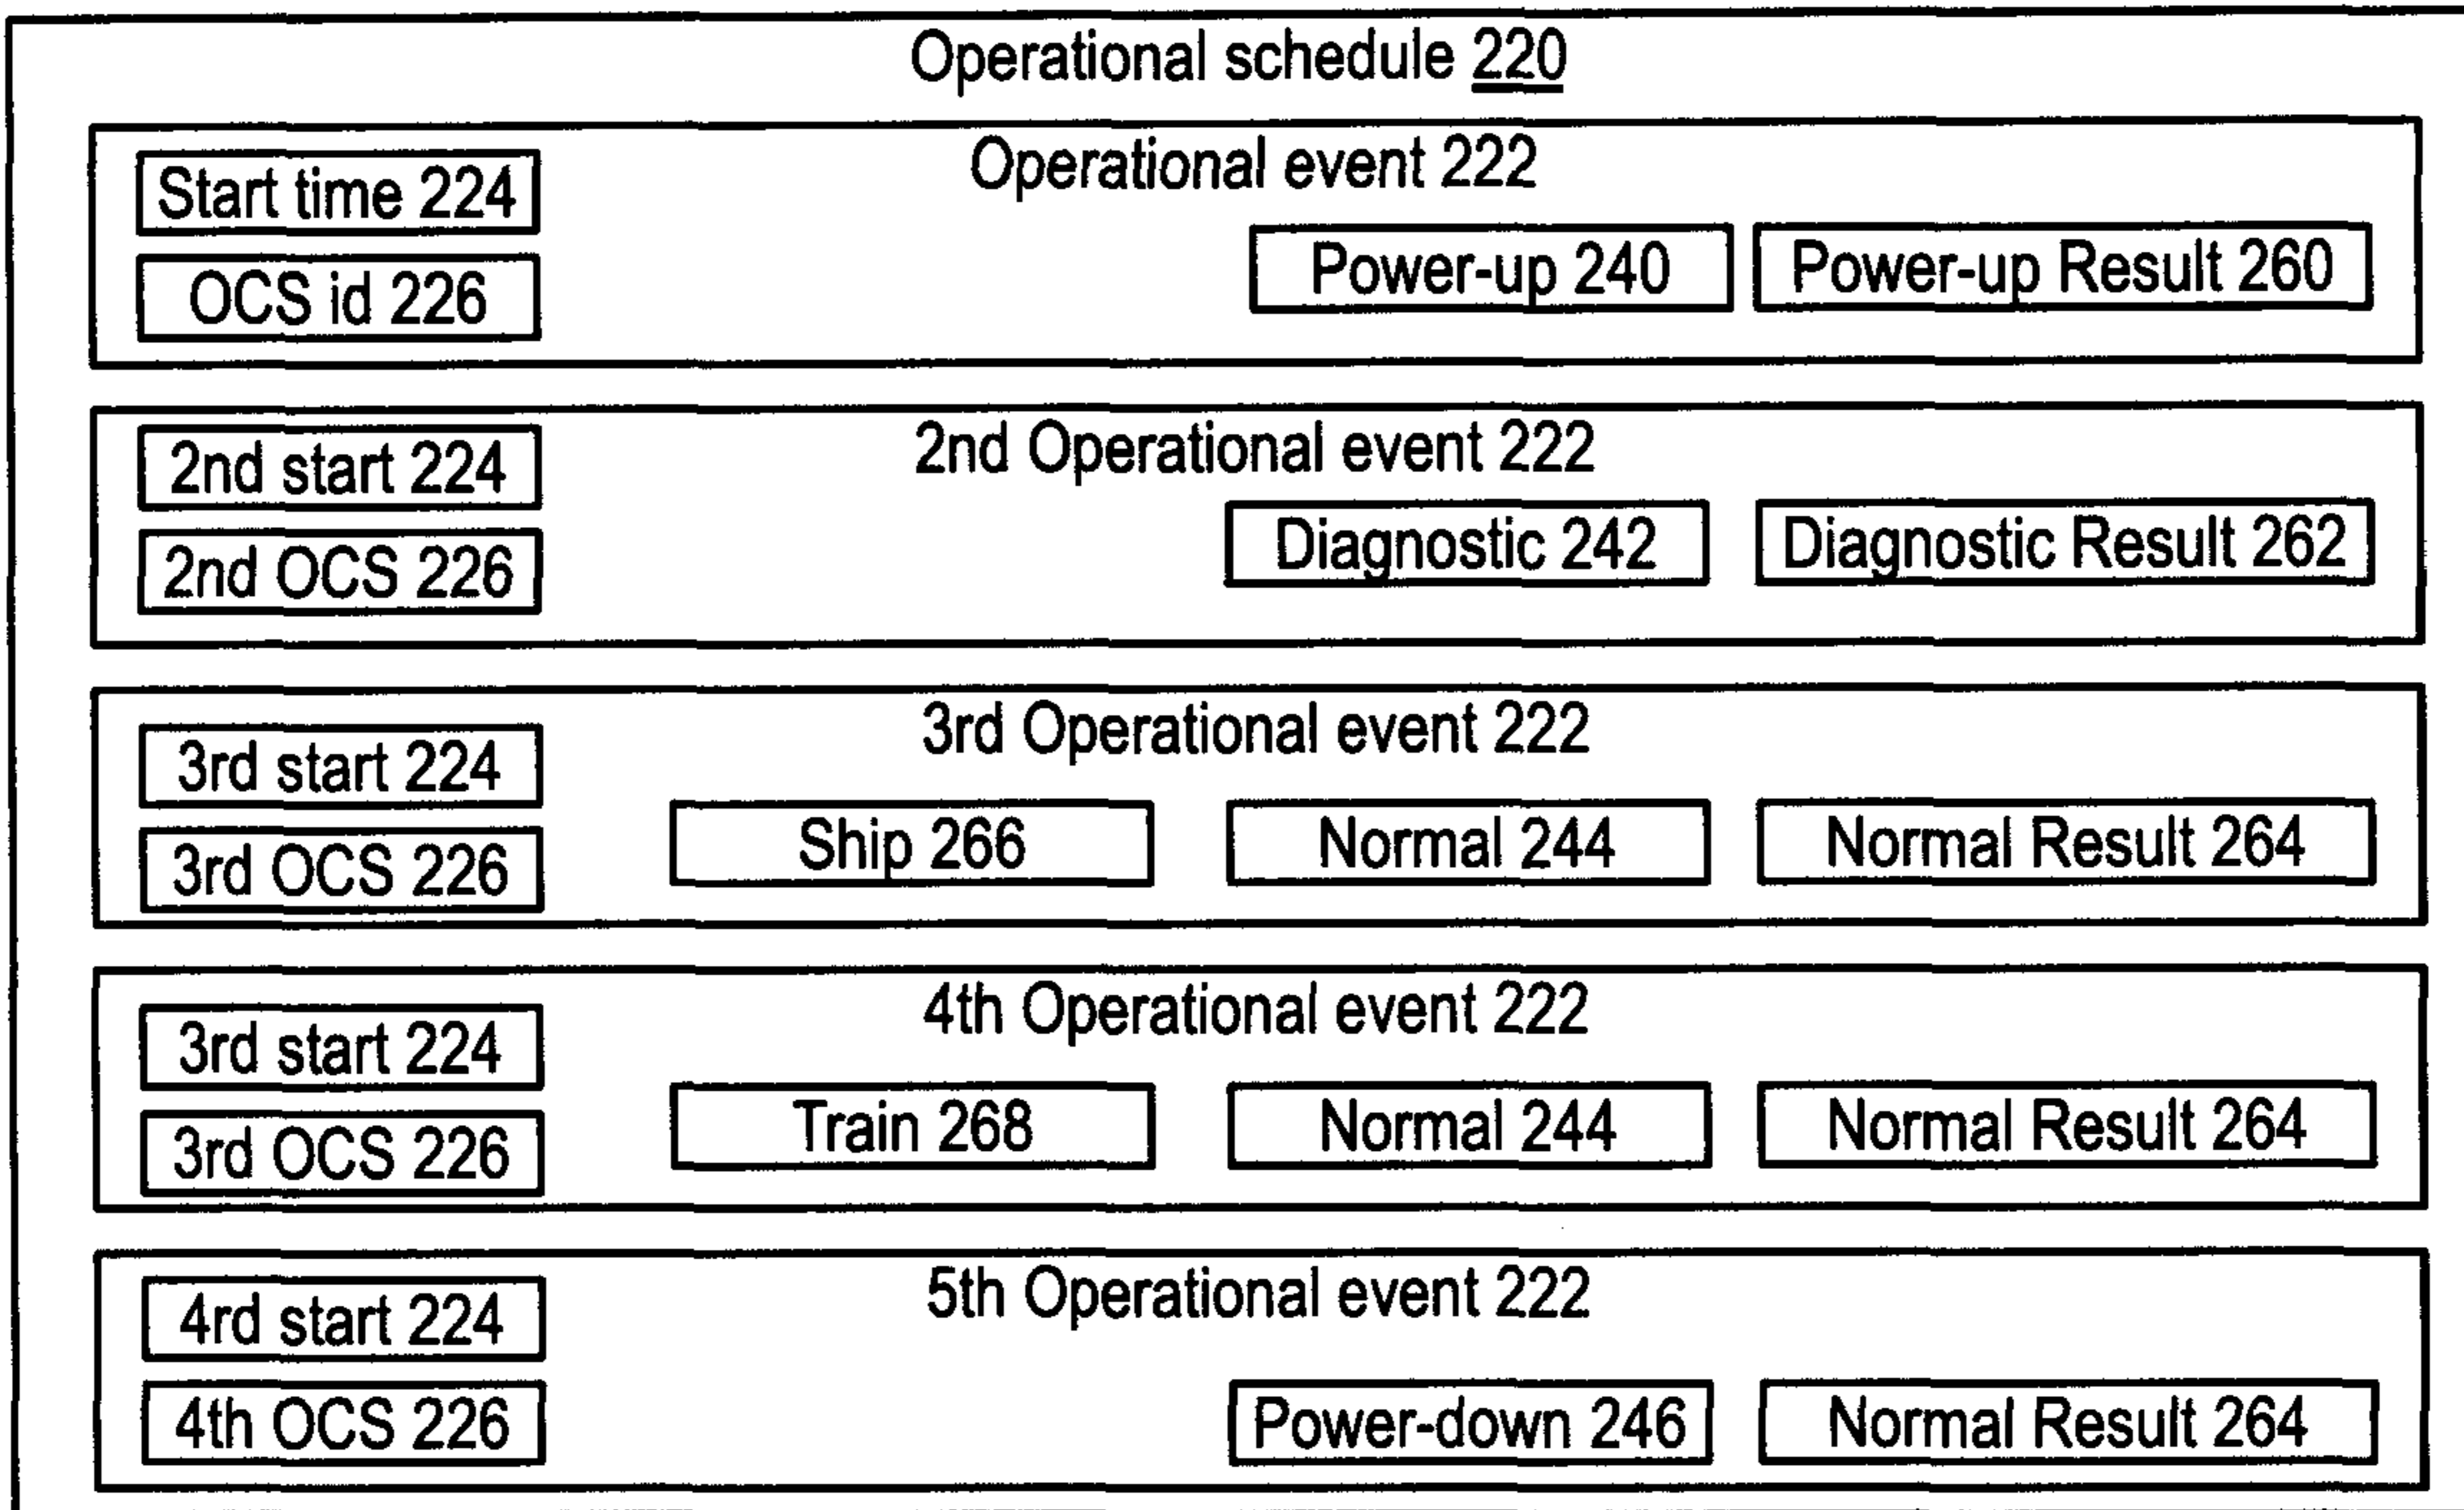 Operational schedule 220
Operational event 222
Start time 224
OCS id 226
Power-up 240
Power-up Result 260
2nd Operational event 222
2nd start 224
2nd OCS 226
Diagnostic 242
Diagnostic Result 262
3rd Operational event 222
3rd start 224
3rd OCS 226
Ship 266
Normal 244
Normal Result 264
4th Operational event 222
3rd start 224
3rd OCS 226
Train 268
Normal 244
Normal Result 264
5th Operational event 222
4rd start 224
4th OCS 226
Power-down 246
Normal Result 264